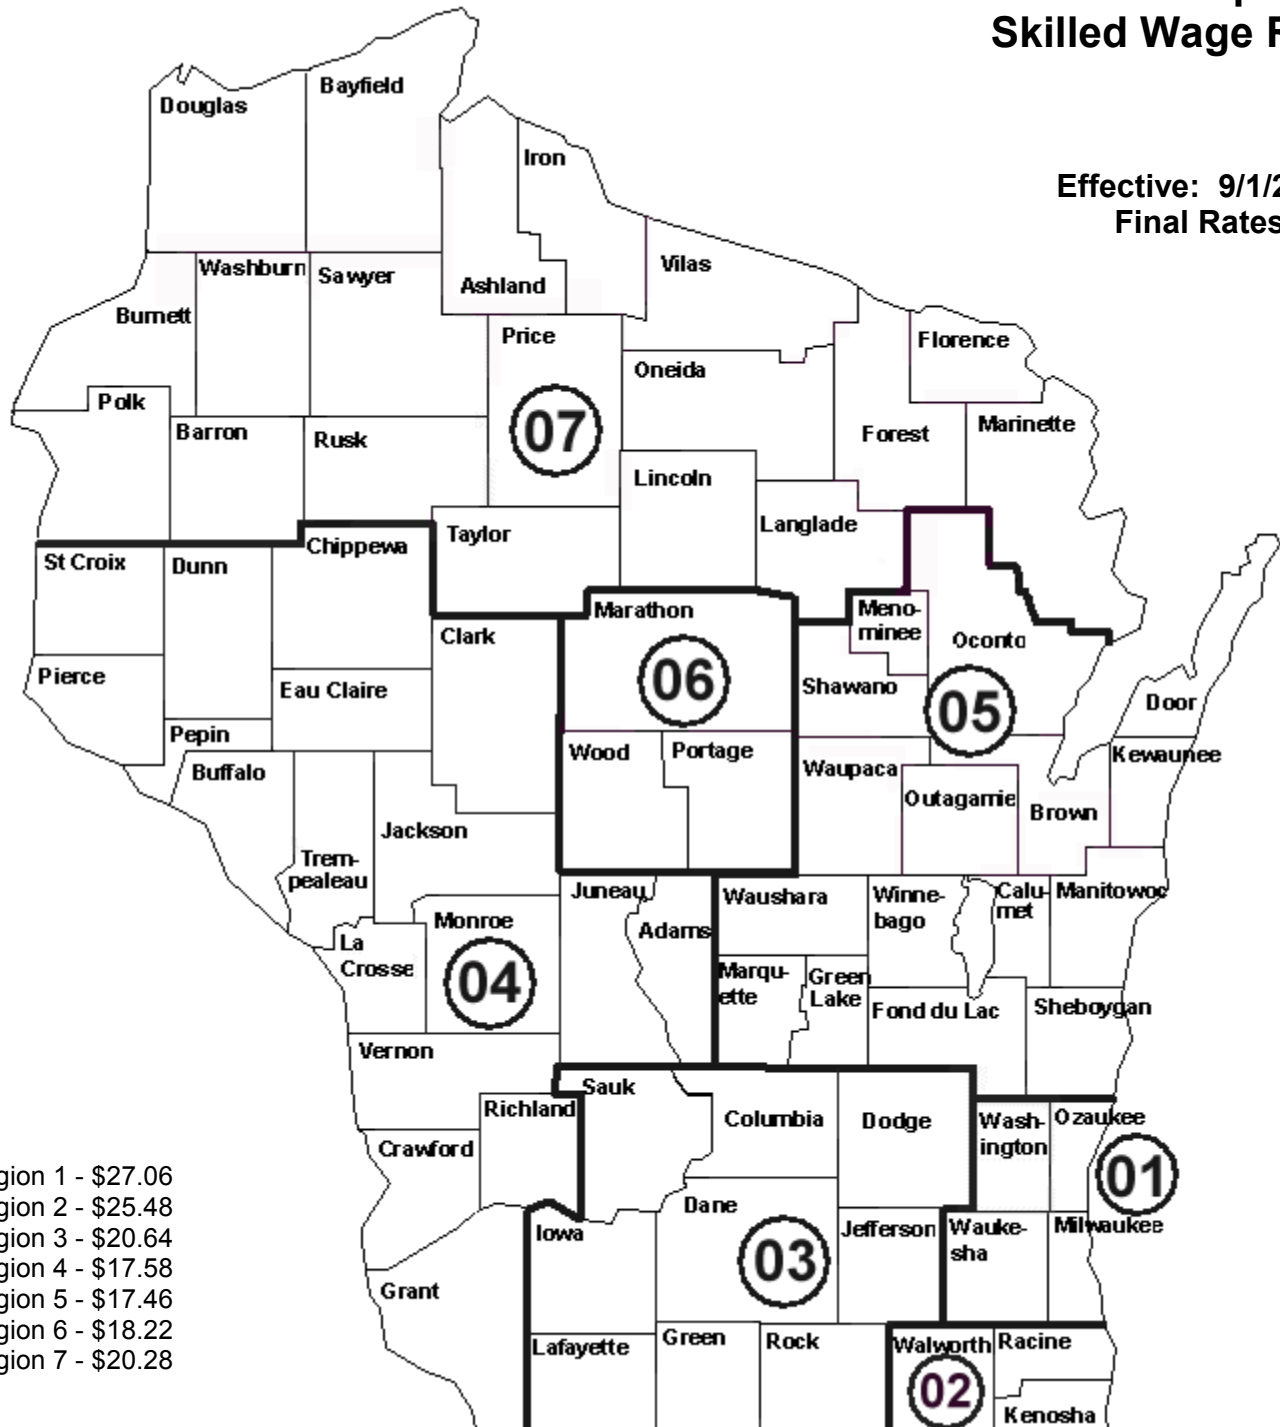 Skilled Wage R
Effective: 9/1/2
Final Rates
Douglas
Bayfield
Iron
Vilas
Washburn
Sawyer
Ashland
Burnett
Price
Florence
Oneida
Polk
07
Barron
Rusk
Forest
Marinette
Lincoln
Langlade
Taylor
Chippewa
St Croix
Dunn
Marathon
Meno-
minee
Clark
Oconto
06
Pierce
Eau Claire
Shawano
05
Door
Pepin
Buffalo
Wood
Portage
Waupaca
Kewaunee
Outagamie
Brown
Jackson
Trem-
pealeau
Juneau
Waushara
Winne-
bago
Calu-
met
Manitowoc
Monroe
Adams
La
Crosse
04
Marqu-
ette
Green
Lake
Fond du Lac
Sheboygan
Vernon
Sauk
Richland
Columbia
Dodge
Wash-
ington
Ozaukee
Crawford
01
Dane
Iowa
Jefferson
Wauke-
sha
Milwaukee
03
Grant
Lafayette
Green
Rock
Walworth
Racine
02
Kenosha
gion 1 - $27.06
gion 2 - $25.48
gion 3 - $20.64
gion 4 - $17.58
gion 5 - $17.46
gion 6 - $18.22
gion 7 - $20.28